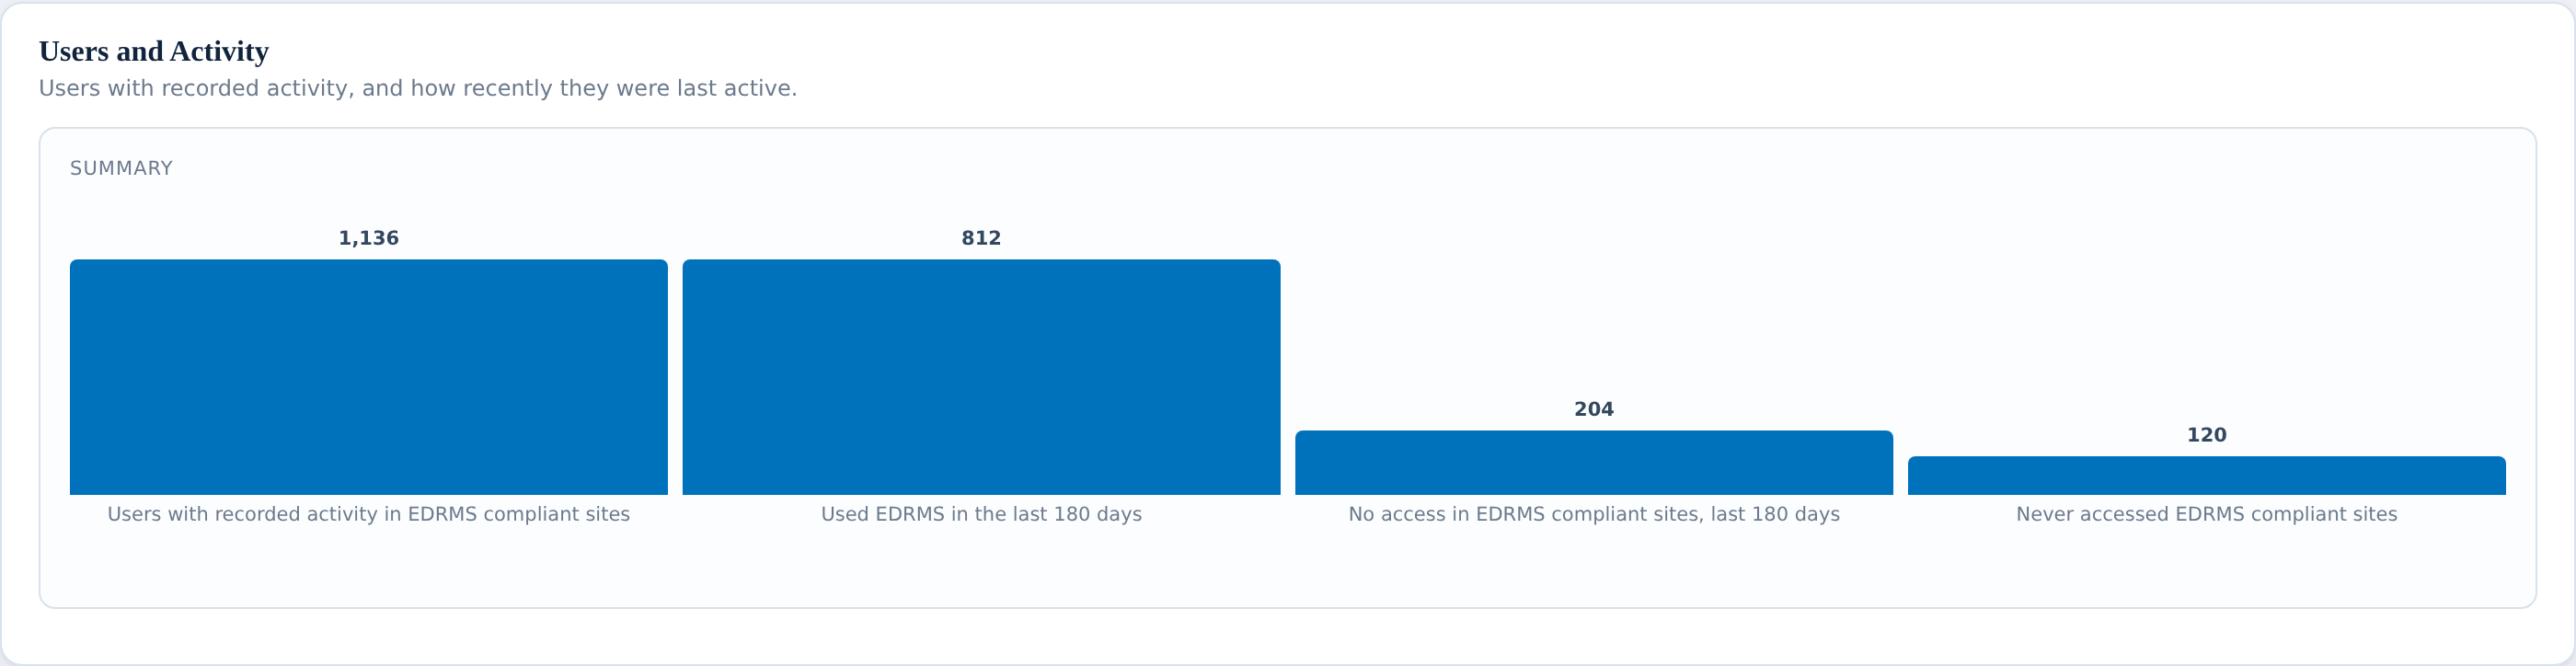 Users and Activity
Users with recorded activity, and how recently they were last active.
SUMMARY
1,136
812
204
120
Users with recorded activity in EDRMS compliant sites
Used EDRMS in the last 180 days
No access in EDRMS compliant sites, last 180 days
Never accessed EDRMS compliant sites